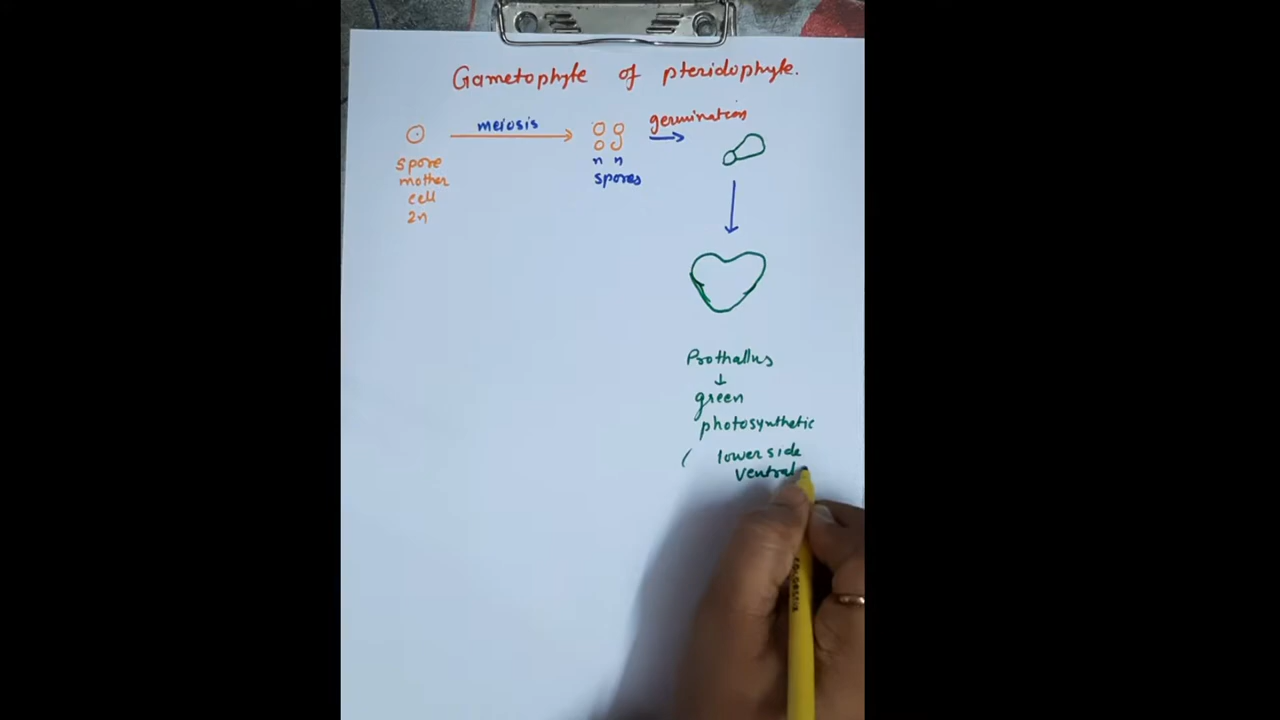 Gametophyte of pteridophyte.
meiosis
germination
spore
mother
cell
2n
n n
spores
Prothallus
green
photosynthetic
( lower side
ventral